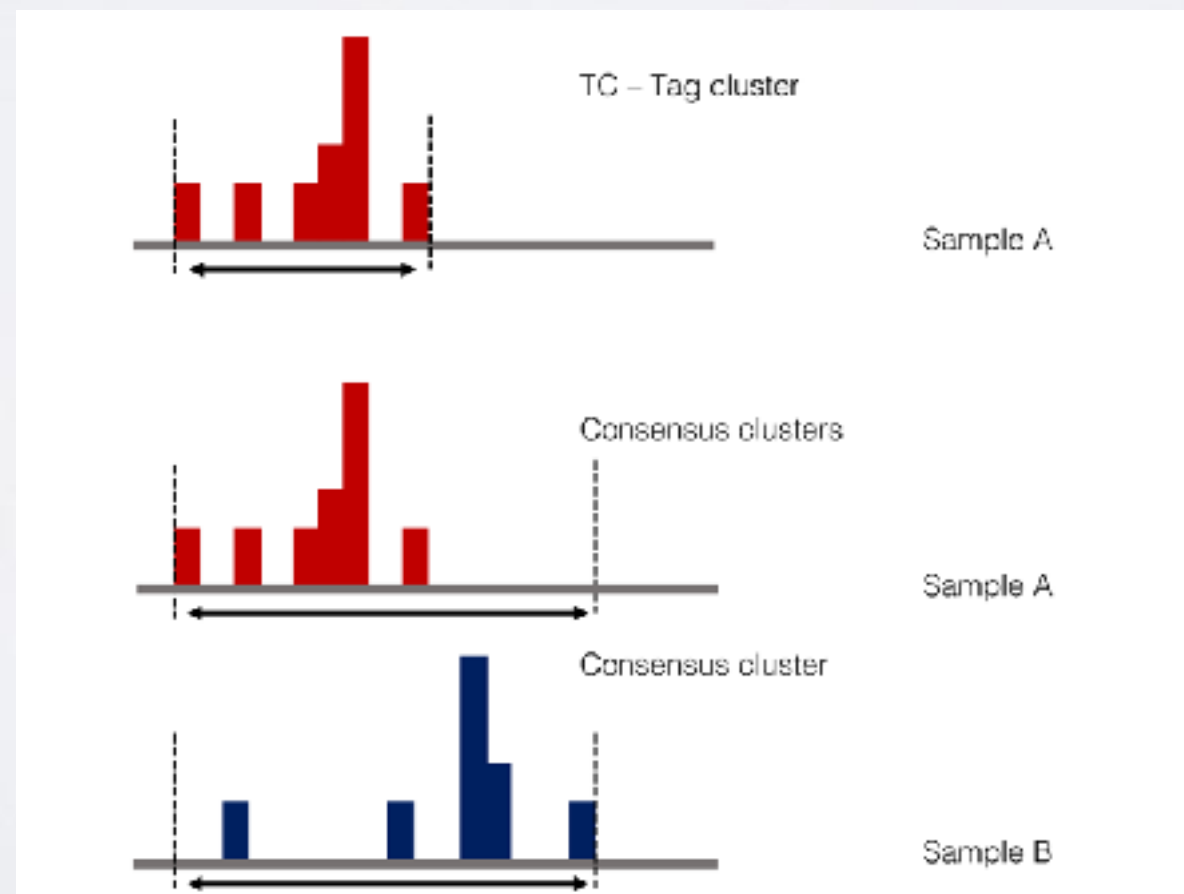 TC – Tag cluster
Sample A
Consensus clusters
Sample A
Consensus cluster
Sample B